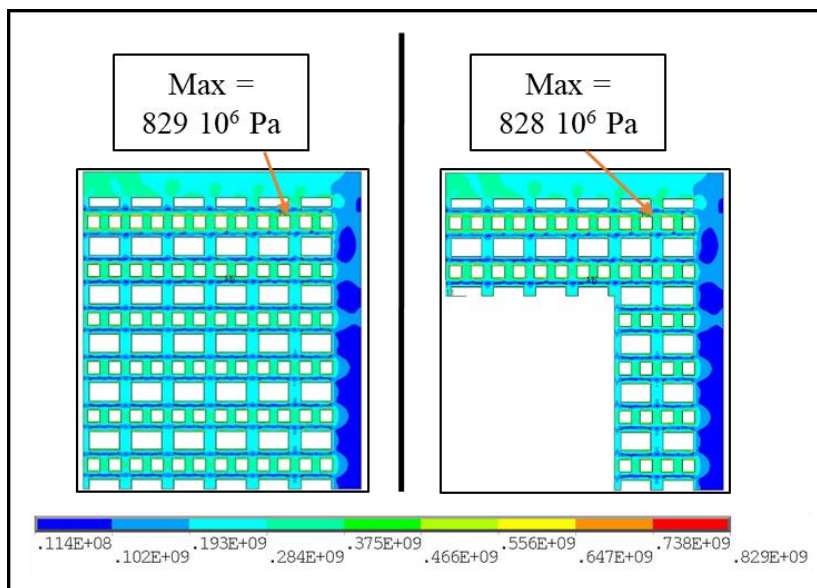 Max =
829 10⁶ Pa
Max =
828 10⁶ Pa
.114E+08
.102E+09
.193E+09
.284E+09
.375E+09
.466E+09
.556E+09
.647E+09
.738E+09
.829E+09